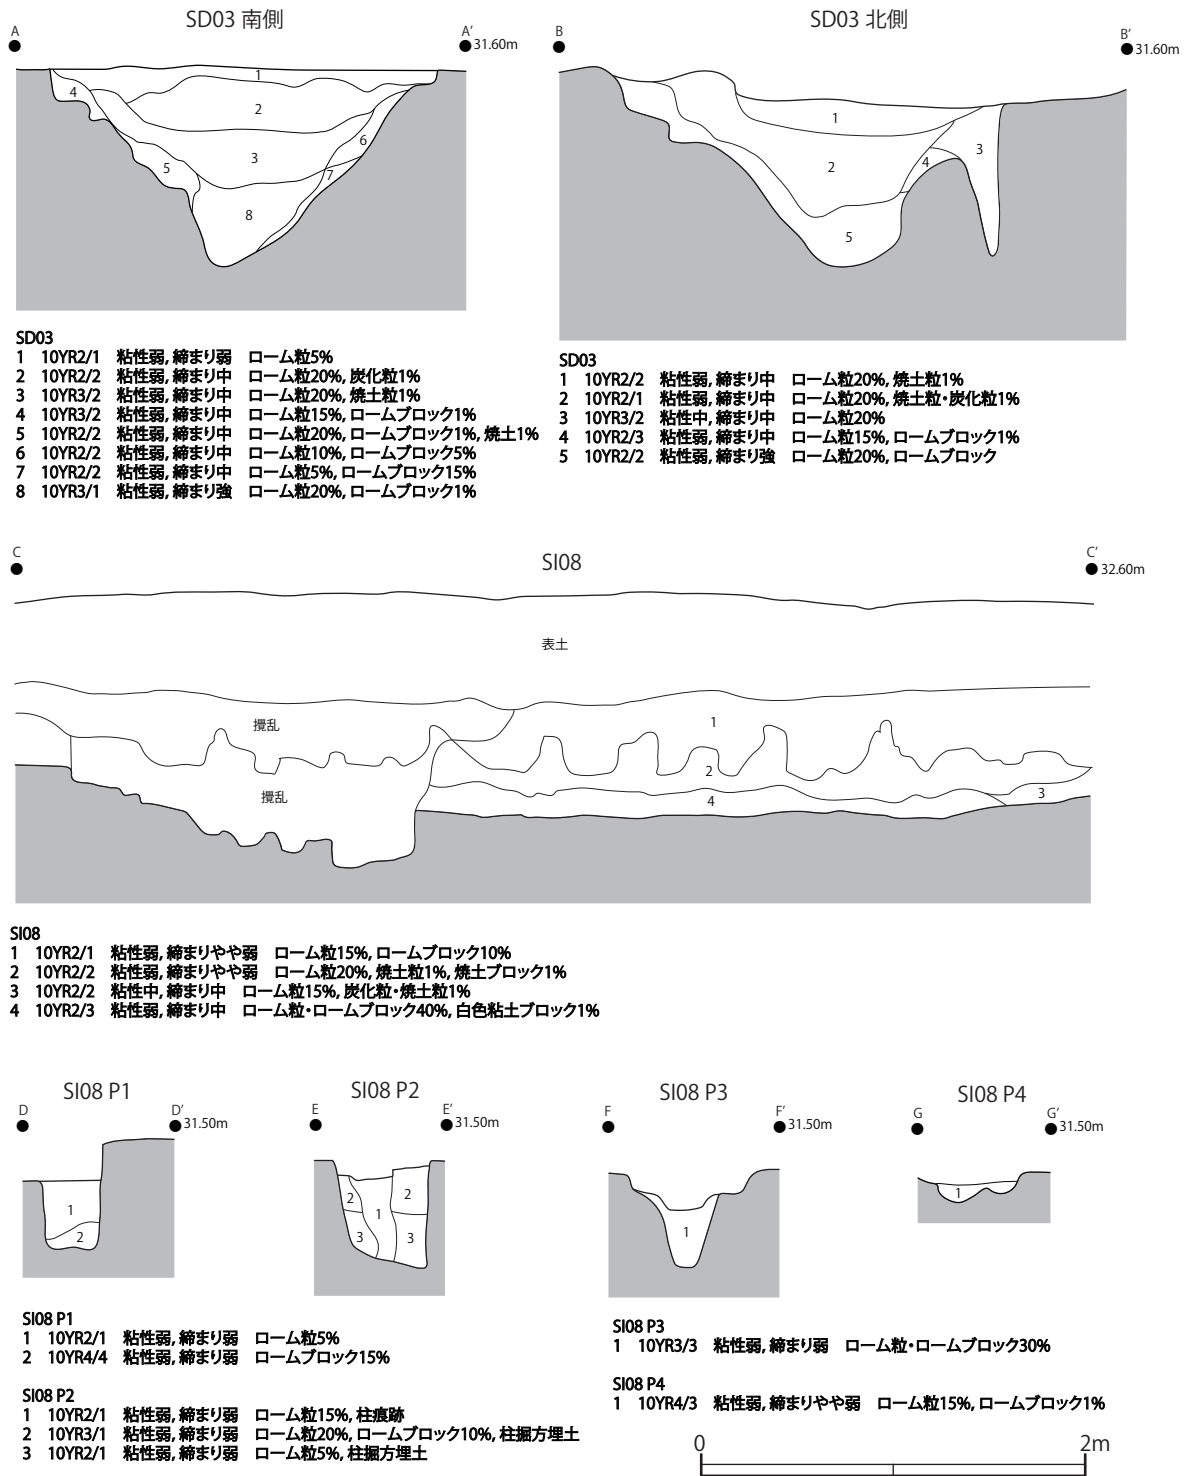 SD03 南側
A
A’
31.60m
1
4
2
6
3
5
7
8
SD03
1 10YR2/1 粘性弱, 締まり弱 ローム粒5%
2 10YR2/2 粘性弱, 締まり中 ローム粒20%, 炭化粒1%
3 10YR3/2 粘性弱, 締まり中 ローム粒20%, 焼土粒1%
4 10YR3/2 粘性弱, 締まり中 ローム粒15%, ロームブロック1%
5 10YR2/2 粘性弱, 締まり中 ローム粒20%, ロームブロック1%, 焼土1%
6 10YR2/2 粘性弱, 締まり中 ローム粒10%, ロームブロック5%
7 10YR2/2 粘性弱, 締まり中 ローム粒5%, ロームブロック15%
8 10YR3/1 粘性弱, 締まり強 ローム粒20%, ロームブロック1%
SD03 北側
B
B’
31.60m
1
3
2
4
5
SD03
1 10YR2/2 粘性弱, 締まり中 ローム粒20%, 焼土粒1%
2 10YR2/1 粘性弱, 締まり中 ローム粒20%, 焼土粒・炭化粒1%
3 10YR3/2 粘性中, 締まり中 ローム粒20%
4 10YR2/3 粘性弱, 締まり中 ローム粒15%, ロームブロック1%
5 10YR2/2 粘性弱, 締まり強 ローム粒20%, ロームブロック
C
SI08
C’
32.60m
表土
攪乱
1
2
攪乱
3
4
SI08
1 10YR2/1 粘性弱, 締まりやや弱 ローム粒15%, ロームブロック10%
2 10YR2/2 粘性弱, 締まりやや弱 ローム粒20%, 焼土粒1%, 焼土ブロック1%
3 10YR2/2 粘性中, 締まり中 ローム粒15%, 炭化粒・焼土粒1%
4 10YR2/3 粘性弱, 締まり中 ローム粒・ロームブロック40%, 白色粘土ブロック1%
SI08 P1
D
D’
31.50m
1
2
SI08 P2
E
E’
31.50m
2
2
1
3
3
SI08 P3
F
F’
31.50m
1
SI08 P4
G
G’
31.50m
1
SI08 P1
1 10YR2/1 粘性弱, 締まり弱 ローム粒5%
2 10YR4/4 粘性弱, 締まり弱 ロームブロック15%
SI08 P2
1 10YR2/1 粘性弱, 締まり弱 ローム粒15%, 柱痕跡
2 10YR3/1 粘性弱, 締まり弱 ローム粒20%, ロームブロック10%, 柱掘方埋土
3 10YR2/1 粘性弱, 締まり弱 ローム粒5%, 柱掘方埋土
SI08 P3
1 10YR3/3 粘性弱, 締まり弱 ローム粒・ロームブロック30%
SI08 P4
1 10YR4/3 粘性弱, 締まりやや弱 ローム粒15%, ロームブロック1%
0
2m